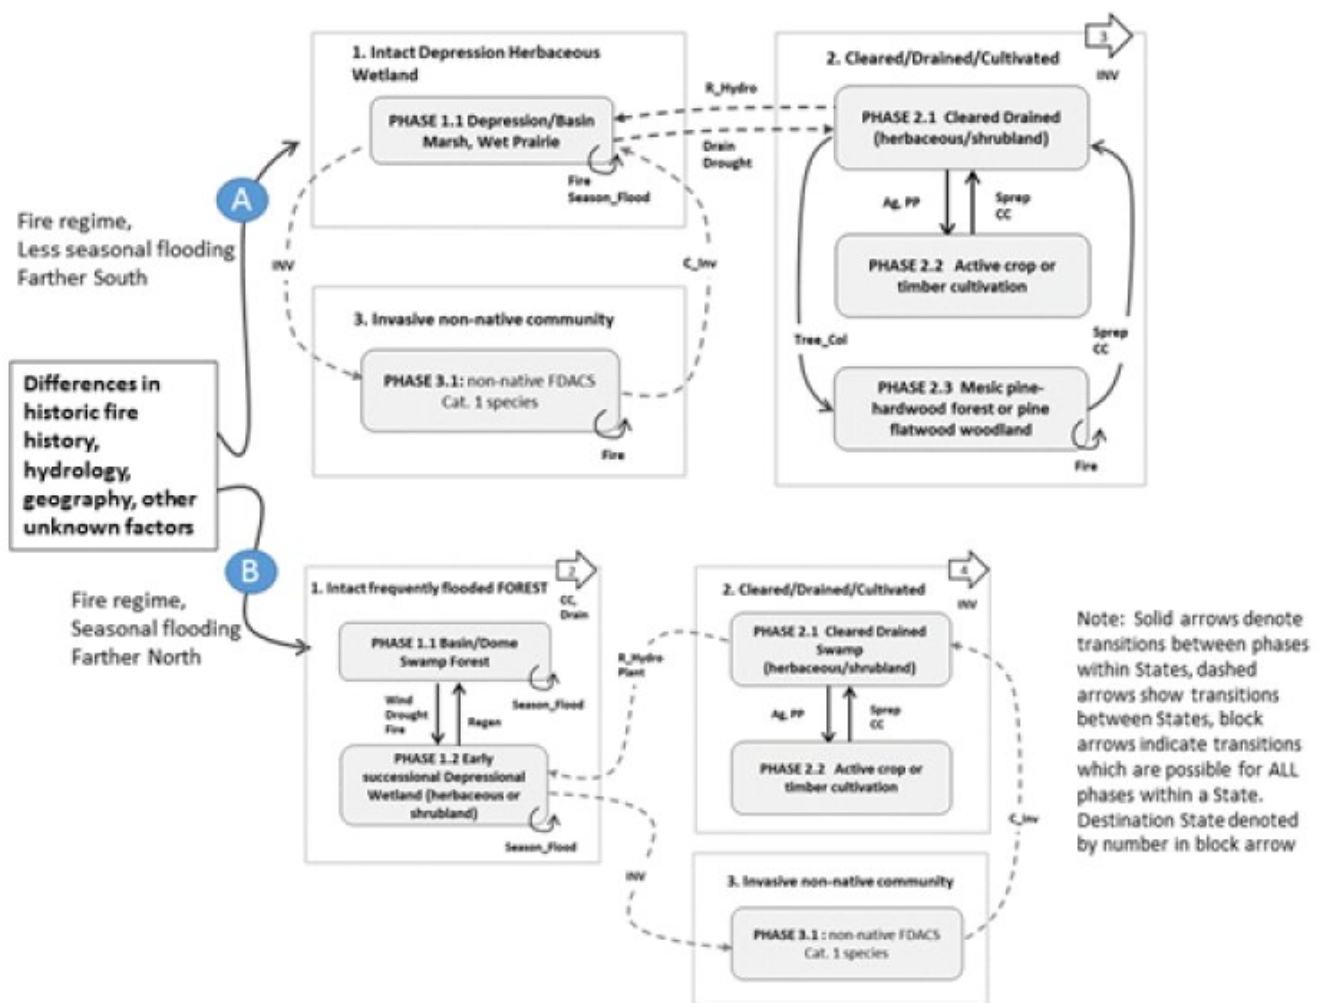 1. Intact Depression Herbaceous
Wetland
PHASE 1.1 Depression/Basin
Marsh, Wet Prairie
Fire
Season_Flood
R_Hydro
Drain
Drought
3
INV
2. Cleared/Drained/Cultivated
PHASE 2.1 Cleared Drained
(herbaceous/shrubland)
Ag, PP
Sprep
CC
PHASE 2.2 Active crop or
timber cultivation
Tree_Col
Sprep
CC
PHASE 2.3 Mesic pine-
hardwood forest or pine
flatwood woodland
Fire
A
Fire regime,
Less seasonal flooding
Farther South
INV
C_Inv
3. Invasive non-native community
PHASE 3.1: non-native FDACS
Cat. 1 species
Fire
Differences in
historic fire
history,
hydrology,
geography, other
unknown factors
B
Fire regime,
Seasonal flooding
Farther North
1. Intact frequently flooded FOREST
2
CC,
Drain
PHASE 1.1 Basin/Dome
Swamp Forest
Season_Flood
Wind
Drought
Fire
Regen
PHASE 1.2 Early
successional Depressional
Wetland (herbaceous or
shrubland)
Season_Flood
R_Hydro
Plant
INV
4
INV
2. Cleared/Drained/Cultivated
PHASE 2.1 Cleared Drained
Swamp
(herbaceous/shrubland)
Ag, PP
Sprep
CC
PHASE 2.2 Active crop or
timber cultivation
C_Inv
3. Invasive non-native community
PHASE 3.1 : non-native FDACS
Cat. 1 species
Note: Solid arrows denote
transitions between phases
within States, dashed
arrows show transitions
between States, block
arrows indicate transitions
which are possible for ALL
phases within a State.
Destination State denoted
by number in block arrow